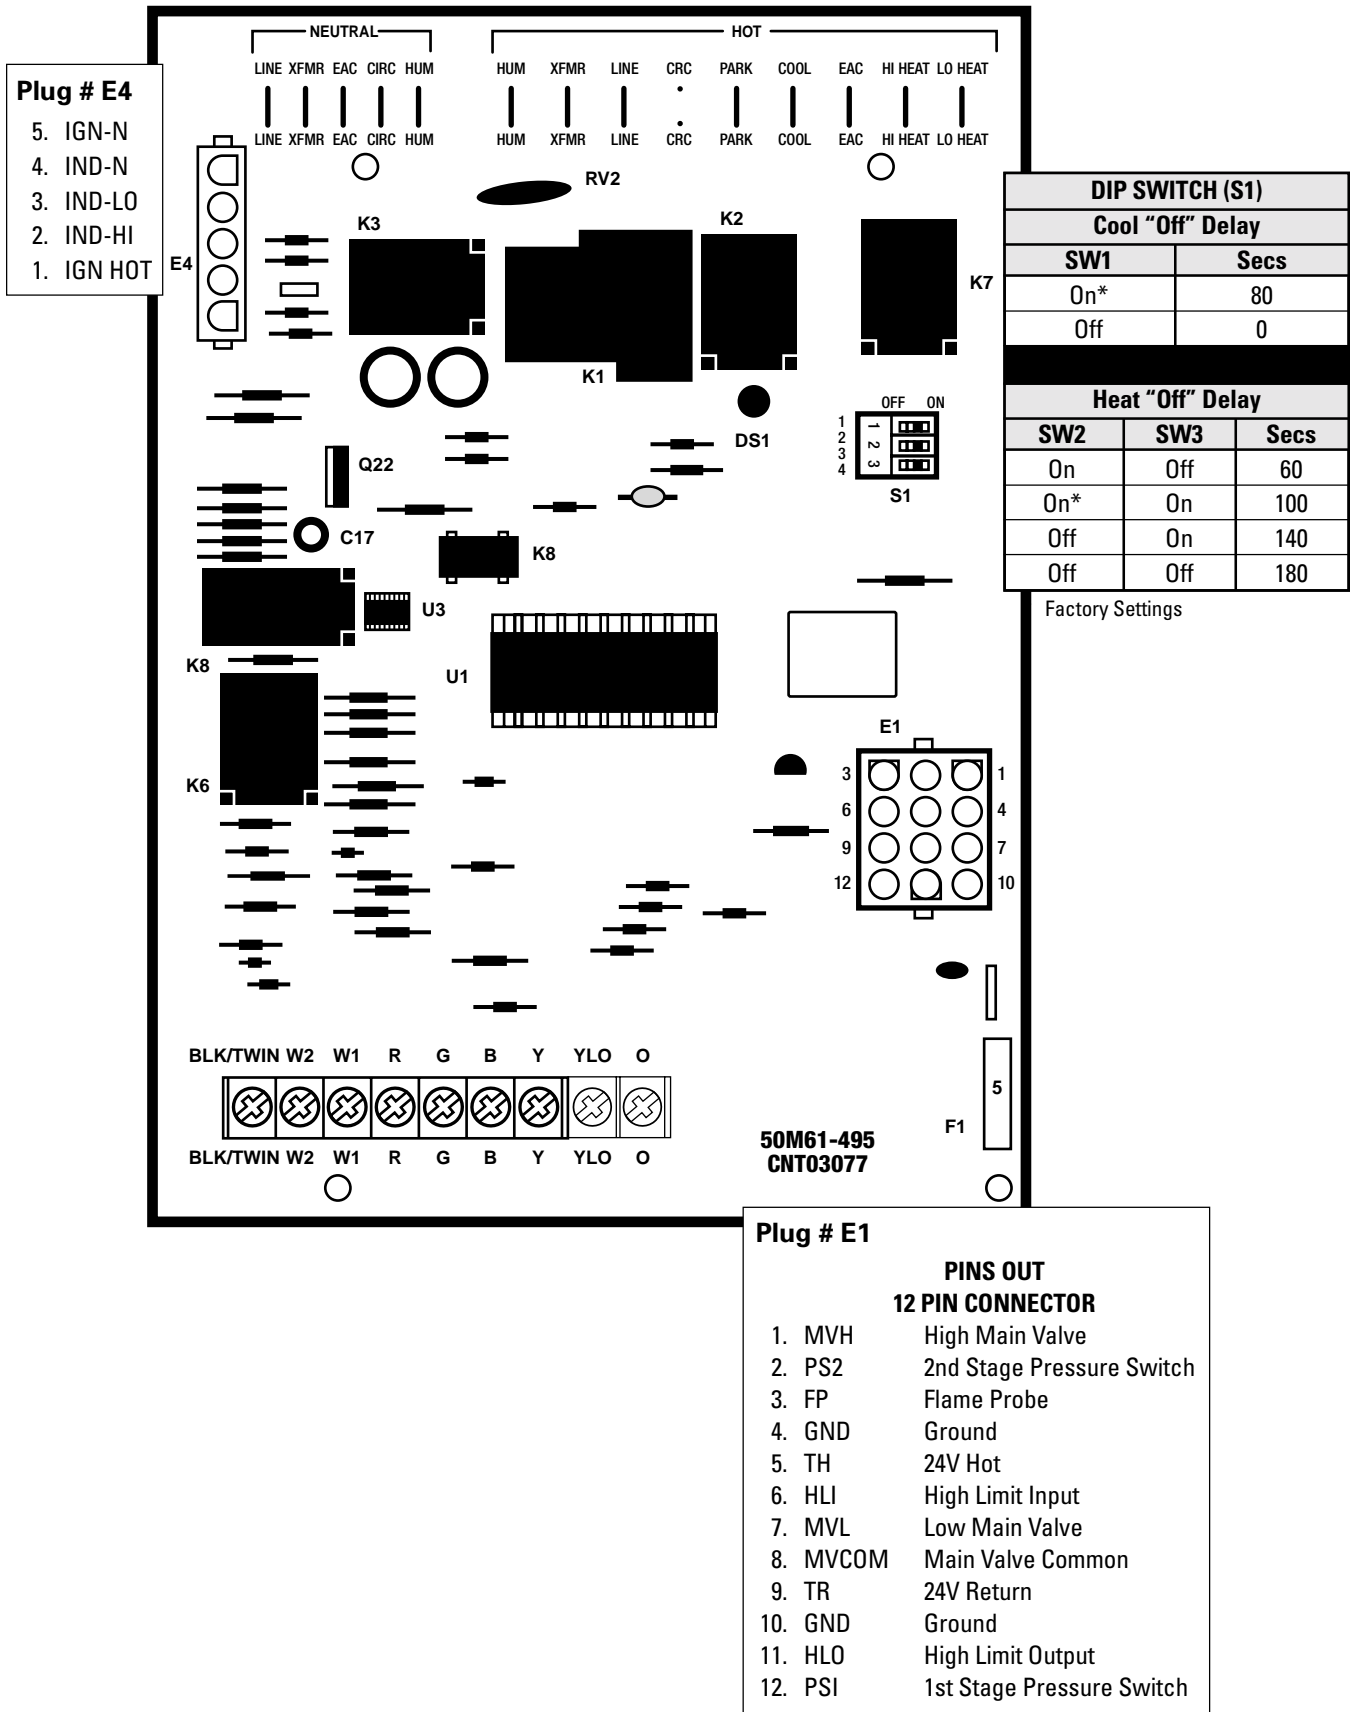 NEUTRAL
HOT
LINE XFMR EAC CIRC HUM
HUM XFMR LINE CRC PARK COOL EAC HI HEAT LO HEAT
LINE XFMR EAC CIRC HUM
HUM XFMR LINE CRC PARK COOL EAC HI HEAT LO HEAT
Plug # E4
5. IGN-N
4. IND-N
3. IND-LO
2. IND-HI
1. IGN HOT
E4
RV2
K3
K2
K7
K1
DS1
DIP SWITCH (S1)
Cool “Off” Delay
SW1 Secs
On* 80
Off 0
Heat “Off” Delay
SW2 SW3 Secs
On Off 60
On* On 100
Off On 140
Off Off 180
Factory Settings
OFF ON
1
2
3
4
1
2
3
S1
Q22
C17
K8
U3
K8
U1
K6
E1
3 1
6 4
9 7
12 10
BLK/TWIN W2 W1 R G B Y YLO O
BLK/TWIN W2 W1 R G B Y YLO O
5
F1
50M61-495
CNT03077
Plug # E1
PINS OUT
12 PIN CONNECTOR
1. MVH High Main Valve
2. PS2 2nd Stage Pressure Switch
3. FP Flame Probe
4. GND Ground
5. TH 24V Hot
6. HLI High Limit Input
7. MVL Low Main Valve
8. MVCOM Main Valve Common
9. TR 24V Return
10. GND Ground
11. HLO High Limit Output
12. PSI 1st Stage Pressure Switch